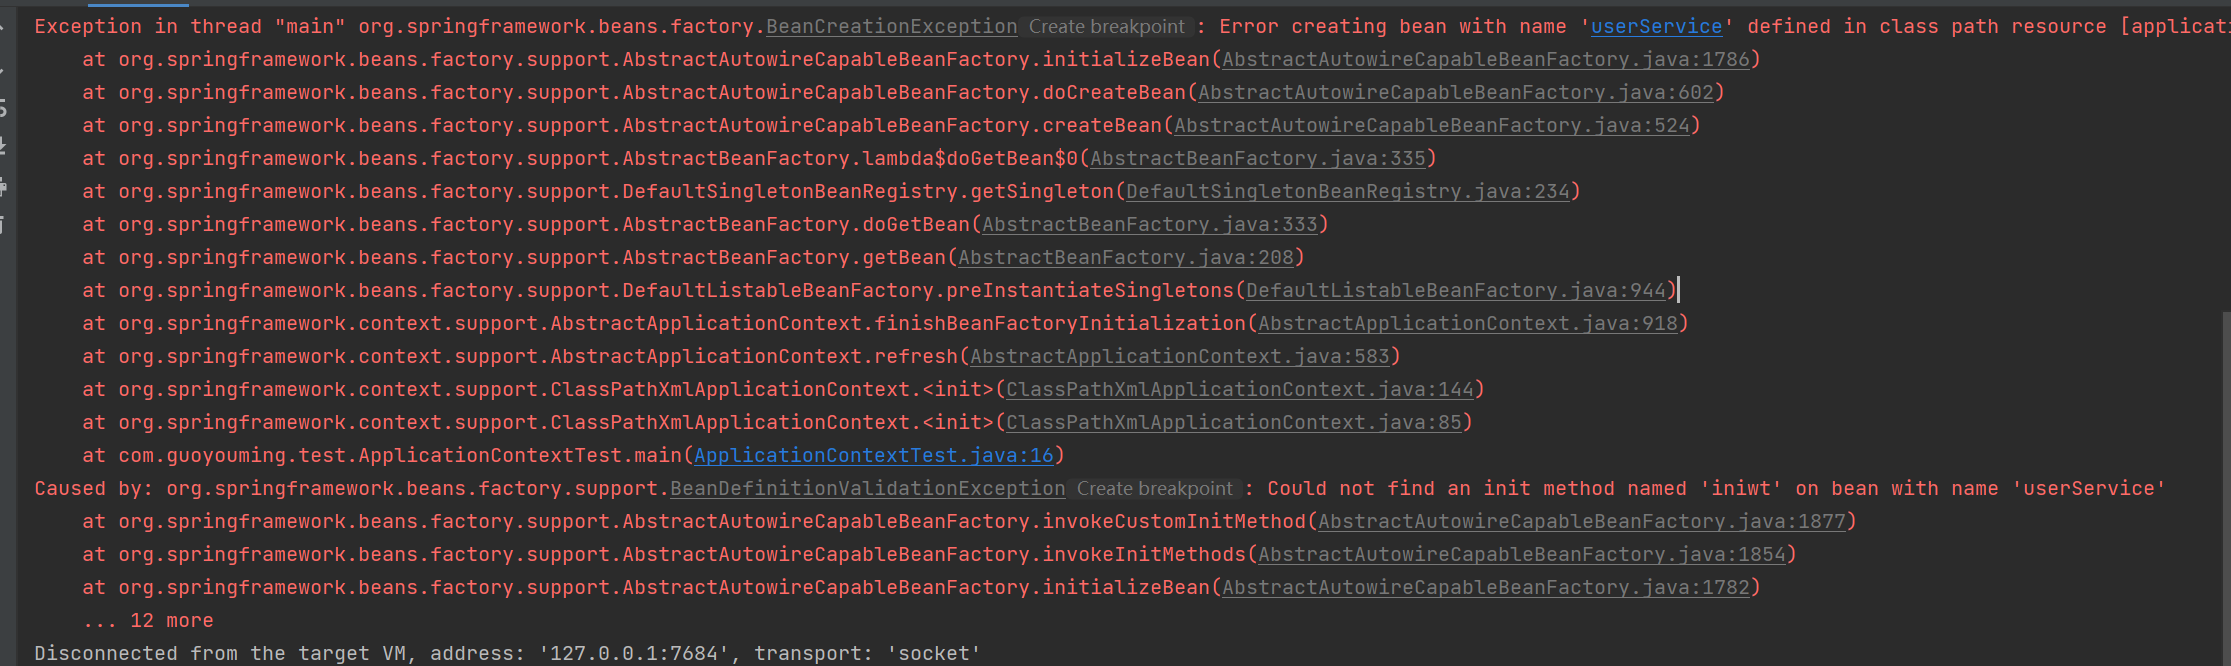 Exception in thread "main" org.springframework.beans.factory.BeanCreationException Create breakpoint : Error creating bean with name 'userService' defined in class path resource [applicati
at org.springframework.beans.factory.support.AbstractAutowireCapableBeanFactory.initializeBean(AbstractAutowireCapableBeanFactory.java:1786)
at org.springframework.beans.factory.support.AbstractAutowireCapableBeanFactory.doCreateBean(AbstractAutowireCapableBeanFactory.java:602)
at org.springframework.beans.factory.support.AbstractAutowireCapableBeanFactory.createBean(AbstractAutowireCapableBeanFactory.java:524)
at org.springframework.beans.factory.support.AbstractBeanFactory.lambda$doGetBean$0(AbstractBeanFactory.java:335)
at org.springframework.beans.factory.support.DefaultSingletonBeanRegistry.getSingleton(DefaultSingletonBeanRegistry.java:234)
at org.springframework.beans.factory.support.AbstractBeanFactory.doGetBean(AbstractBeanFactory.java:333)
at org.springframework.beans.factory.support.AbstractBeanFactory.getBean(AbstractBeanFactory.java:208)
at org.springframework.beans.factory.support.DefaultListableBeanFactory.preInstantiateSingletons(DefaultListableBeanFactory.java:944)
at org.springframework.context.support.AbstractApplicationContext.finishBeanFactoryInitialization(AbstractApplicationContext.java:918)
at org.springframework.context.support.AbstractApplicationContext.refresh(AbstractApplicationContext.java:583)
at org.springframework.context.support.ClassPathXmlApplicationContext.<init>(ClassPathXmlApplicationContext.java:144)
at org.springframework.context.support.ClassPathXmlApplicationContext.<init>(ClassPathXmlApplicationContext.java:85)
at com.guoyouming.test.ApplicationContextTest.main(ApplicationContextTest.java:16)
Caused by: org.springframework.beans.factory.support.BeanDefinitionValidationException Create breakpoint : Could not find an init method named 'iniwt' on bean with name 'userService'
at org.springframework.beans.factory.support.AbstractAutowireCapableBeanFactory.invokeCustomInitMethod(AbstractAutowireCapableBeanFactory.java:1877)
at org.springframework.beans.factory.support.AbstractAutowireCapableBeanFactory.invokeInitMethods(AbstractAutowireCapableBeanFactory.java:1854)
at org.springframework.beans.factory.support.AbstractAutowireCapableBeanFactory.initializeBean(AbstractAutowireCapableBeanFactory.java:1782)
... 12 more
Disconnected from the target VM, address: '127.0.0.1:7684', transport: 'socket'